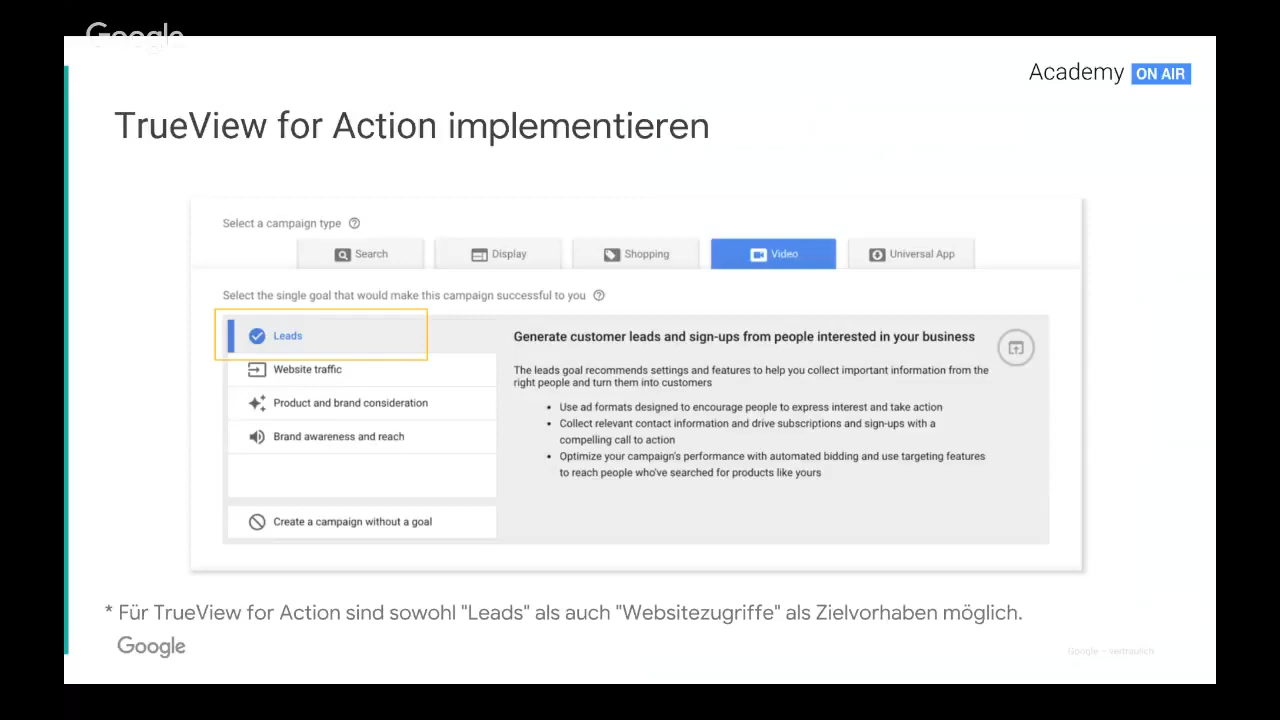 Google
Academy ON AIR
TrueView for Action implementieren
Select a campaign type
Search
Display
Shopping
Video
Universal App
Select the single goal that would make this campaign successful to you
Leads
Website traffic
Product and brand consideration
Brand awareness and reach
Create a campaign without a goal
Generate customer leads and sign-ups from people interested in your business
The leads goal recommends settings and features to help you collect important information from the
right people and turn them into customers
• Use ad formats designed to encourage people to express interest and take action
• Collect relevant contact information and drive subscriptions and sign-ups with a
compelling call to action
• Optimize your campaign's performance with automated bidding and use targeting features
to reach people who've searched for products like yours
* Für TrueView for Action sind sowohl "Leads" als auch "Websitezugriffe" als Zielvorhaben möglich.
Google
Google – vertraulich